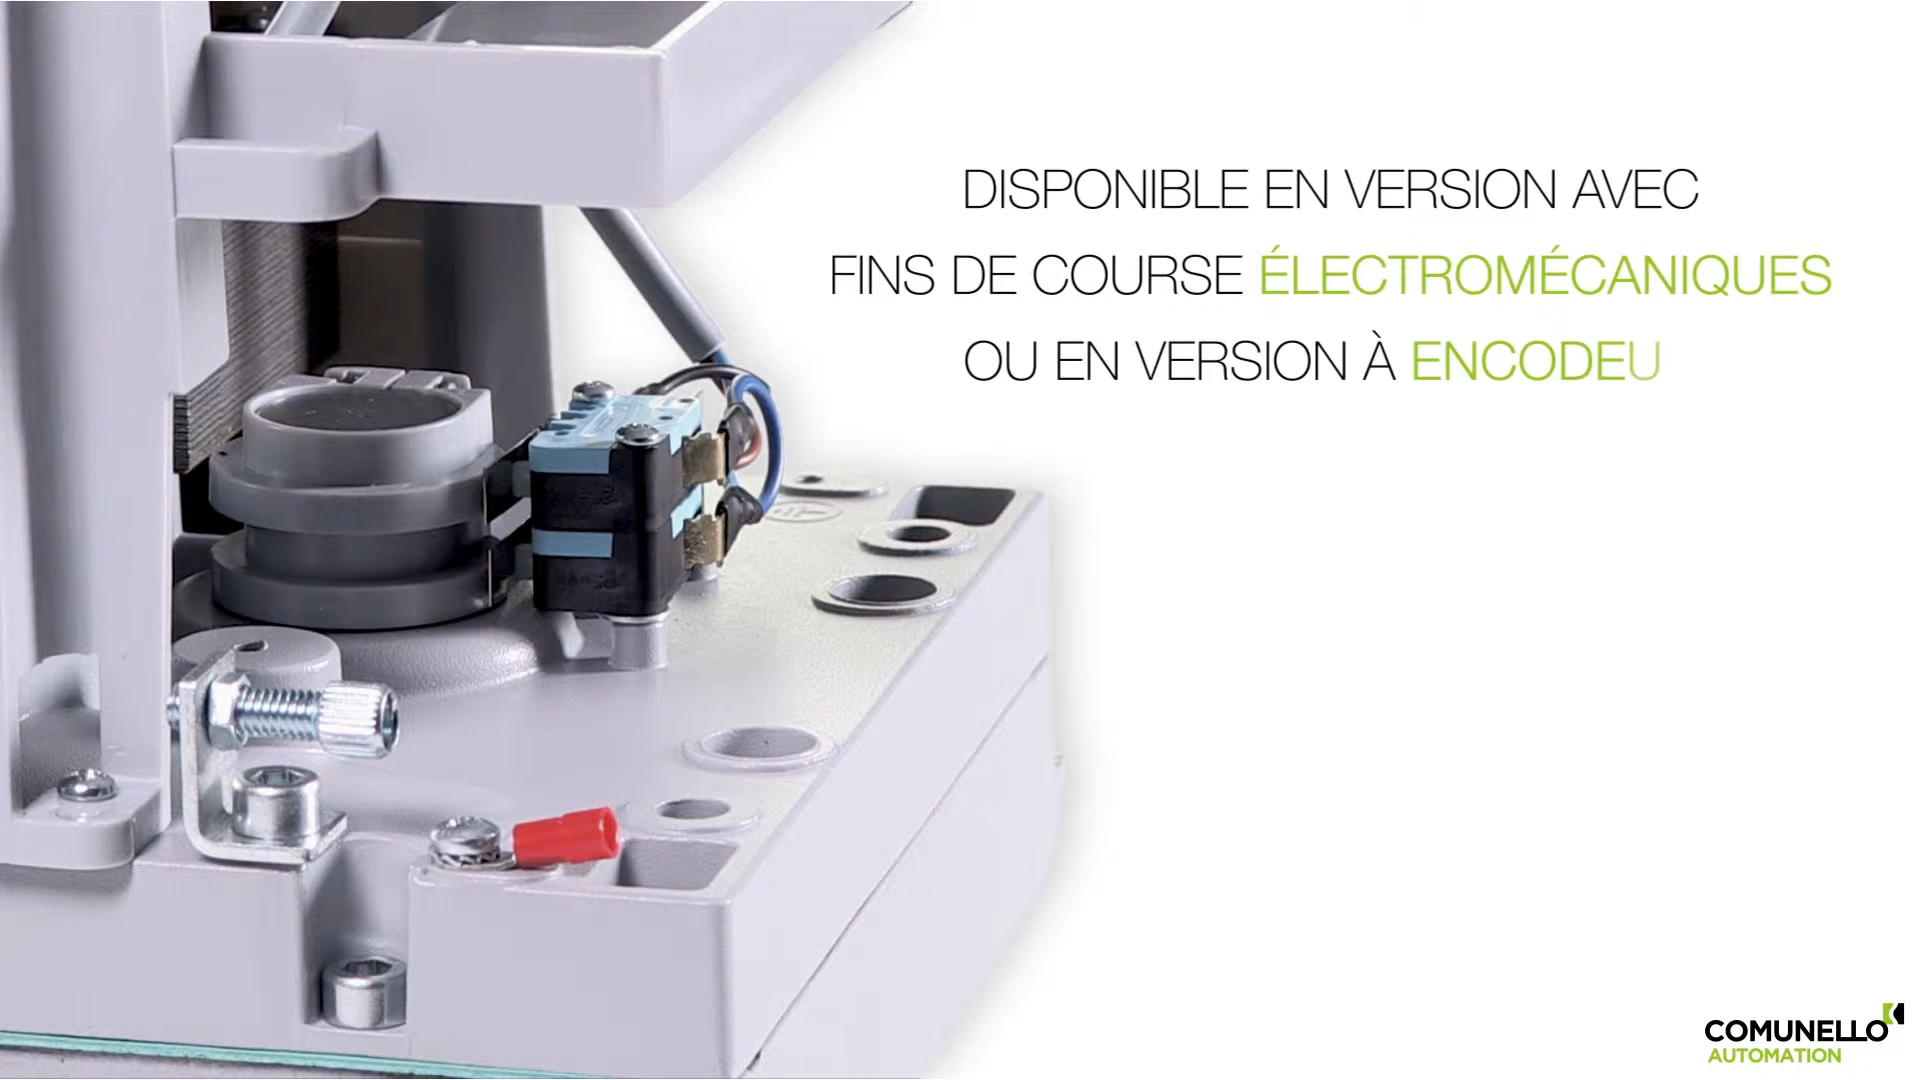 DISPONIBLE EN VERSION AVEC
FINS DE COURSE ÉLECTROMÉCANIQUES
OU EN VERSION À ENCODEU
COMUNELLO
AUTOMATION